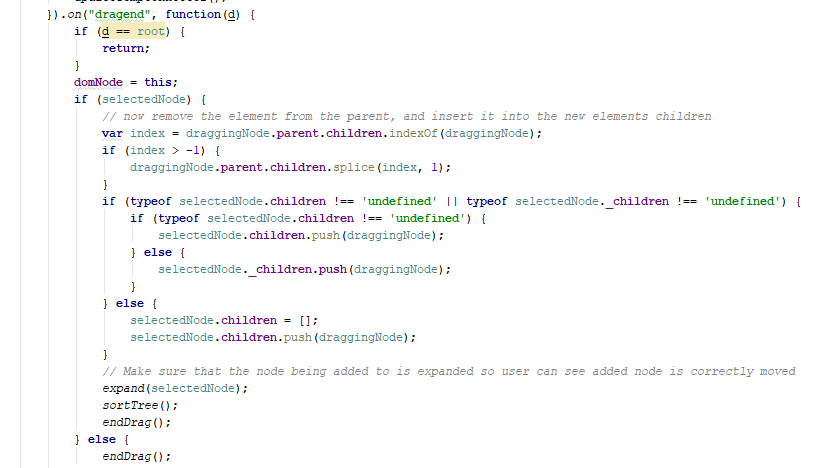 }).on("dragend", function(d) {
if (d == root) {
return;
}
domNode = this;
if (selectedNode) {
// now remove the element from the parent, and insert it into the new elements children
var index = draggingNode.parent.children.indexOf(draggingNode);
if (index > -1) {
draggingNode.parent.children.splice(index, 1);
}
if (typeof selectedNode.children !== 'undefined' || typeof selectedNode._children !== 'undefined') {
if (typeof selectedNode.children !== 'undefined') {
selectedNode.children.push(draggingNode);
} else {
selectedNode._children.push(draggingNode);
}
} else {
selectedNode.children = [];
selectedNode.children.push(draggingNode);
}
// Make sure that the node being added to is expanded so user can see added node is correctly moved
expand(selectedNode);
sortTree();
endDrag();
} else {
endDrag();